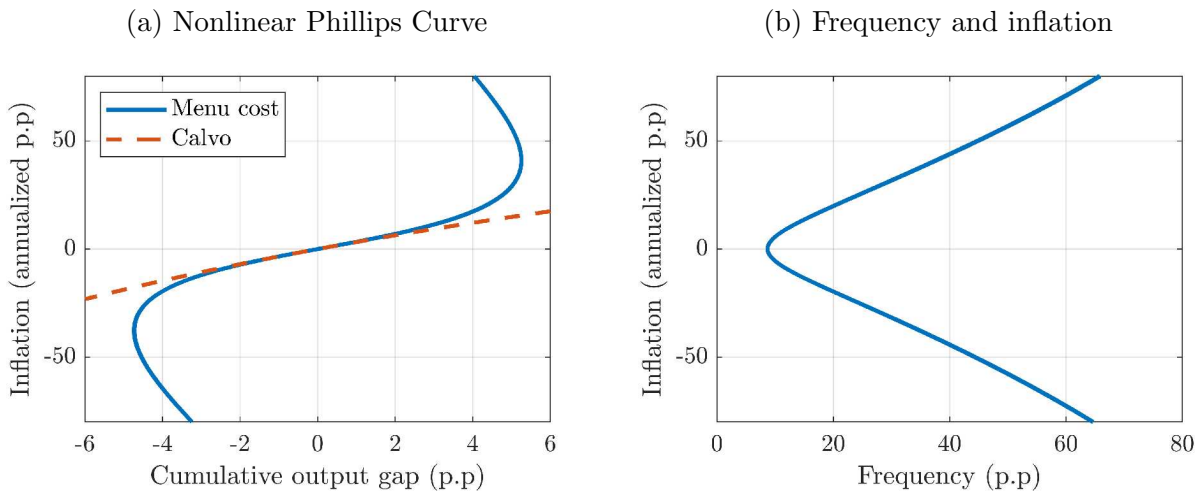 (a) Nonlinear Phillips Curve
Inflation (annualized p.p)
50
0
-50
Menu cost
Calvo
-6
-4
-2
0
2
4
6
Cumulative output gap (p.p)
(b) Frequency and inflation
Inflation (annualized p.p)
50
0
-50
0
20
40
60
80
Frequency (p.p)